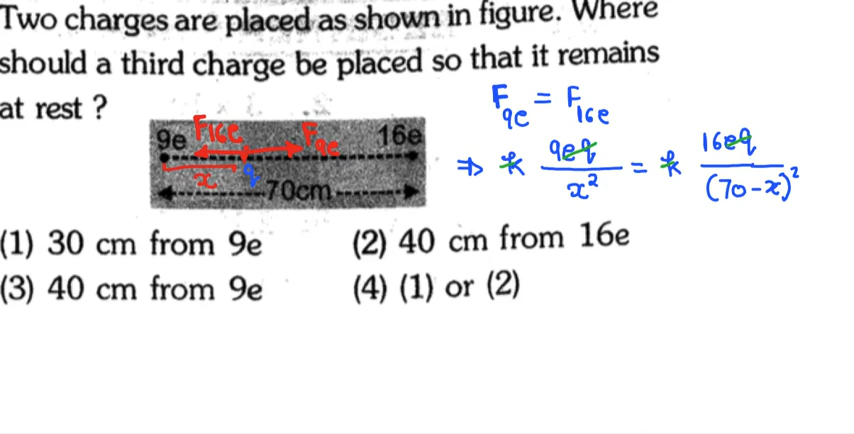 Two charges are placed as shown in figure. Where
should a third charge be placed so that it remains
at rest ?
F9e = F16e
9e F16e F9e 16e
⇒ k 9eq/x² = k 16eq/(70-x)²
x q
70cm
(1) 30 cm from 9e (2) 40 cm from 16e
(3) 40 cm from 9e (4) (1) or (2)